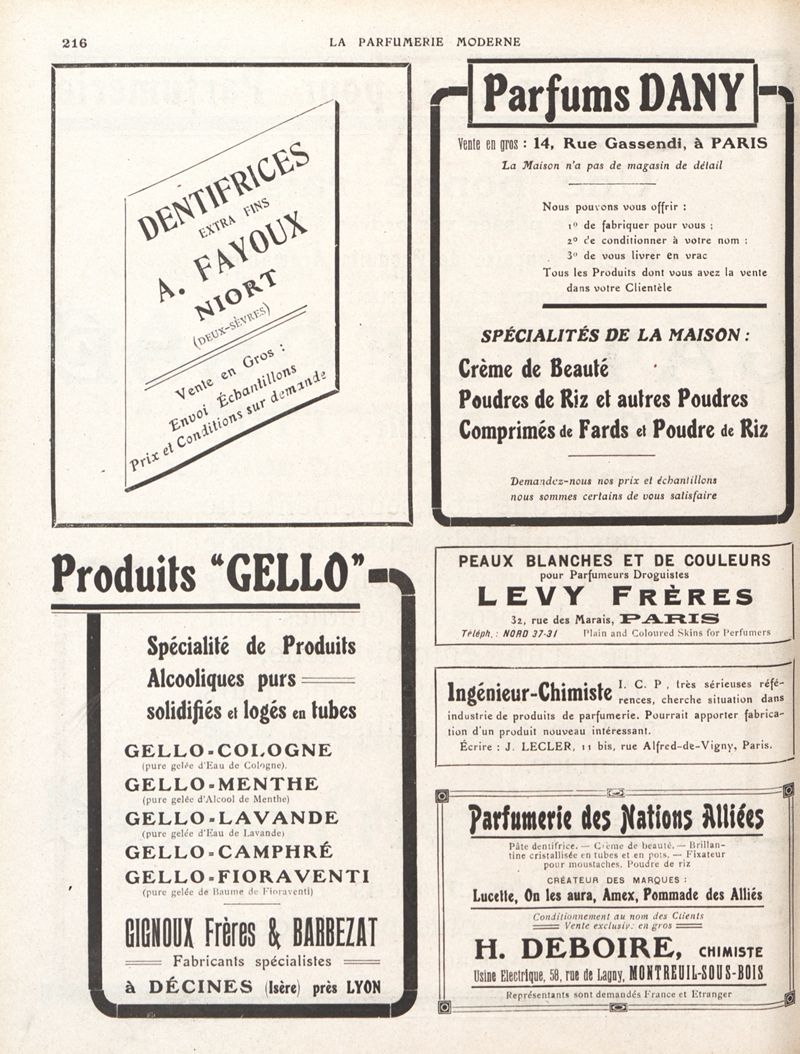 216
LA PARFUMERIE MODERNE
DENTIFRICES
EXTRA FINS
A. FAYOUX
NIORT
(DEUX-SÈVRES)
Vente en Gros :
Envoi Échantillons
Prix et Conditions sur demande
Parfums DANY
Vente en gros : 14, Rue Gassendi, à PARIS
La Maison n'a pas de magasin de détail
Nous pouvons vous offrir :
1º de fabriquer pour vous ;
2º de conditionner à votre nom ;
3º de vous livrer en vrac
Tous les Produits dont vous avez la vente
dans votre Clientèle
SPÉCIALITÉS DE LA MAISON :
Crème de Beauté
Poudres de Riz et autres Poudres
Comprimés de Fards et Poudre de Riz
Demandez-nous nos prix et échantillons
nous sommes certains de vous satisfaire
Produits "GELLO"
Spécialité de Produits
Alcooliques purs
solidifiés et logés en tubes
GELLO-COLOGNE
(pure gelée d'Eau de Cologne).
GELLO-MENTHE
(pure gelée d'Alcool de Menthe)
GELLO-LAVANDE
(pure gelée d'Eau de Lavande)
GELLO-CAMPHRÉ
GELLO-FIORAVENTI
(pure gelée de Baume de Fioraventi)
GIGNOUX Frères & BARBEZAT
Fabricants spécialistes
à DÉCINES (Isère) près LYON
PEAUX BLANCHES ET DE COULEURS
pour Parfumeurs Droguistes
LEVY FRÈRES
32, rue des Marais, PARIS
Téléph. : NORD 37-31 Plain and Coloured Skins for Perfumers
Ingénieur-Chimiste I. C. P., très sérieuses réfé-
rences, cherche situation dans
industrie de produits de parfumerie. Pourrait apporter fabrica-
tion d'un produit nouveau intéressant.
Écrire : J. LECLER, 11 bis, rue Alfred-de-Vigny, Paris.
Parfumerie des Nations Alliées
Pâte dentifrice. — Crème de beauté. — Brillan-
tine cristallisée en tubes et en pots. — Fixateur
pour moustaches. Poudre de riz
CRÉATEUR DES MARQUES :
Lucette, On les aura, Amex, Pommade des Alliés
Conditionnement au nom des Clients
Vente exclusive en gros
H. DEBOIRE, CHIMISTE
Usine Electrique, 58, rue de Lagny, MONTREUIL-SOUS-BOIS
Représentants sont demandés France et Etranger